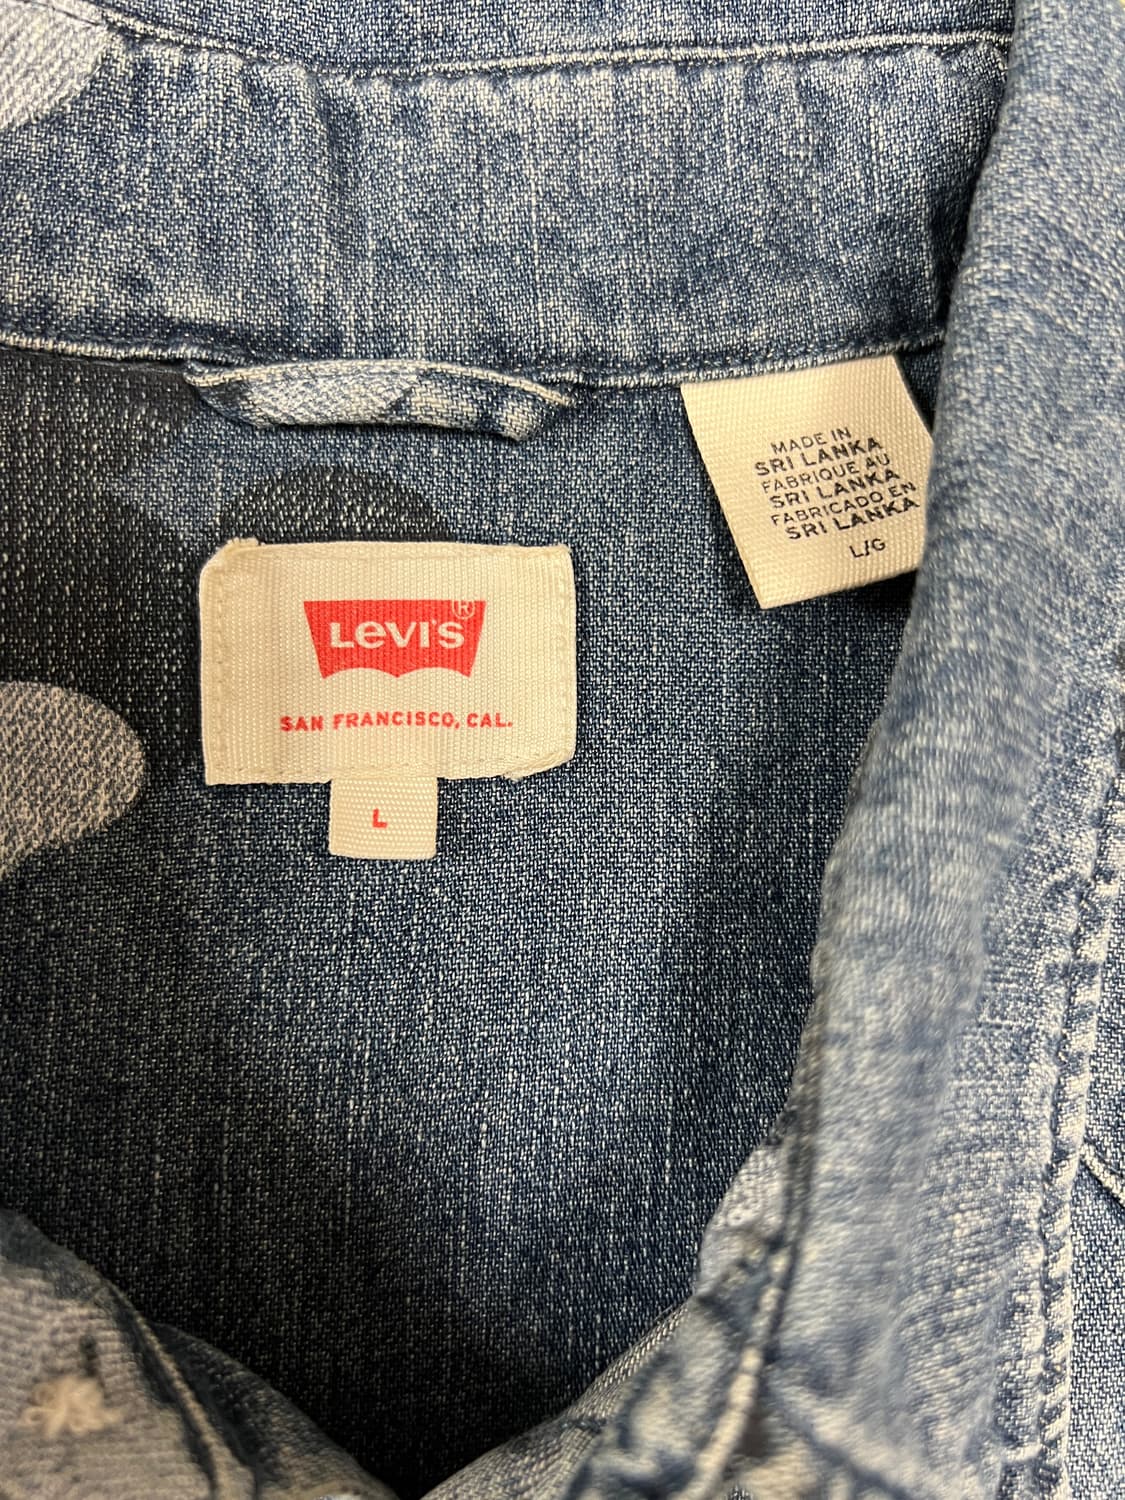 MADE IN
SRI LANKA
FABRIQUE AU
SRI LANKA
FABRICADO EN
SRI LANKA
L/G
LEVI'S®
SAN FRANCISCO, CAL.
L